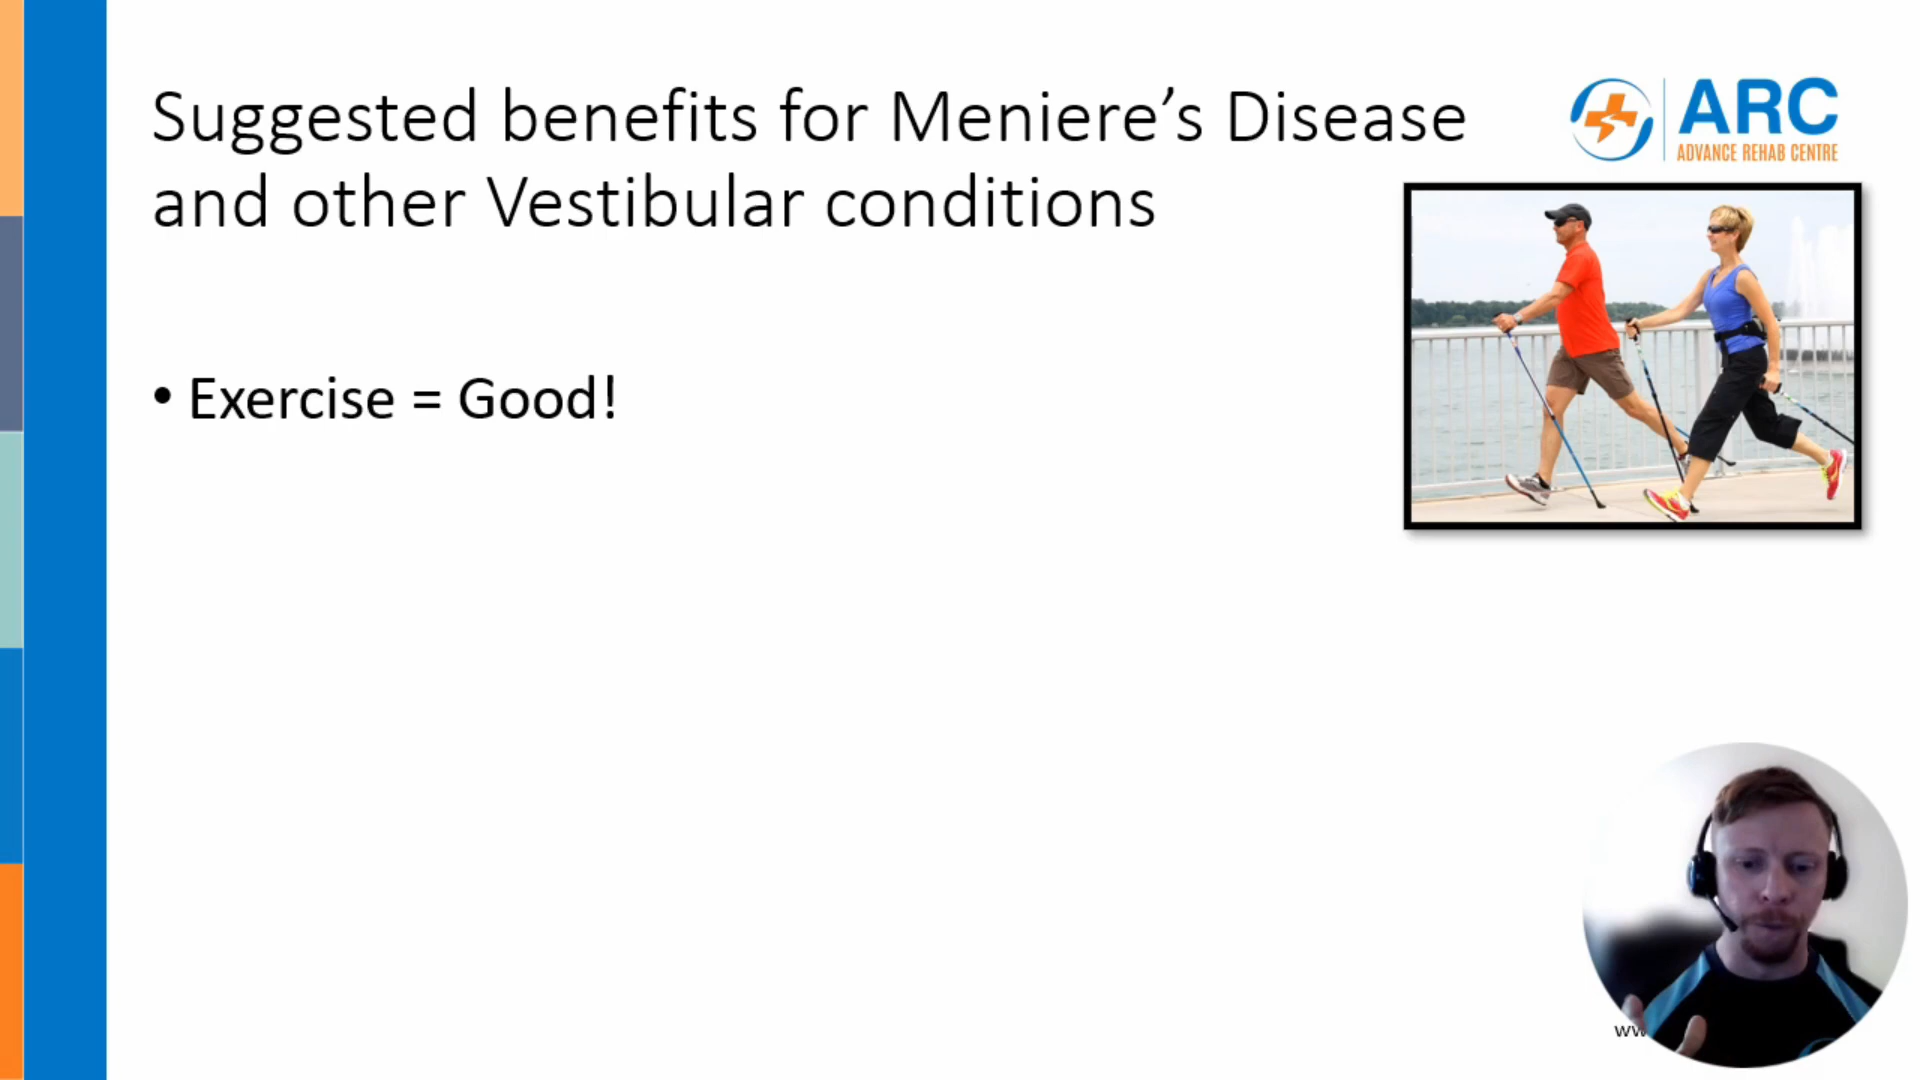 Suggested benefits for Meniere’s Disease
and other Vestibular conditions
ARC
ADVANCE REHAB CENTRE
• Exercise = Good!